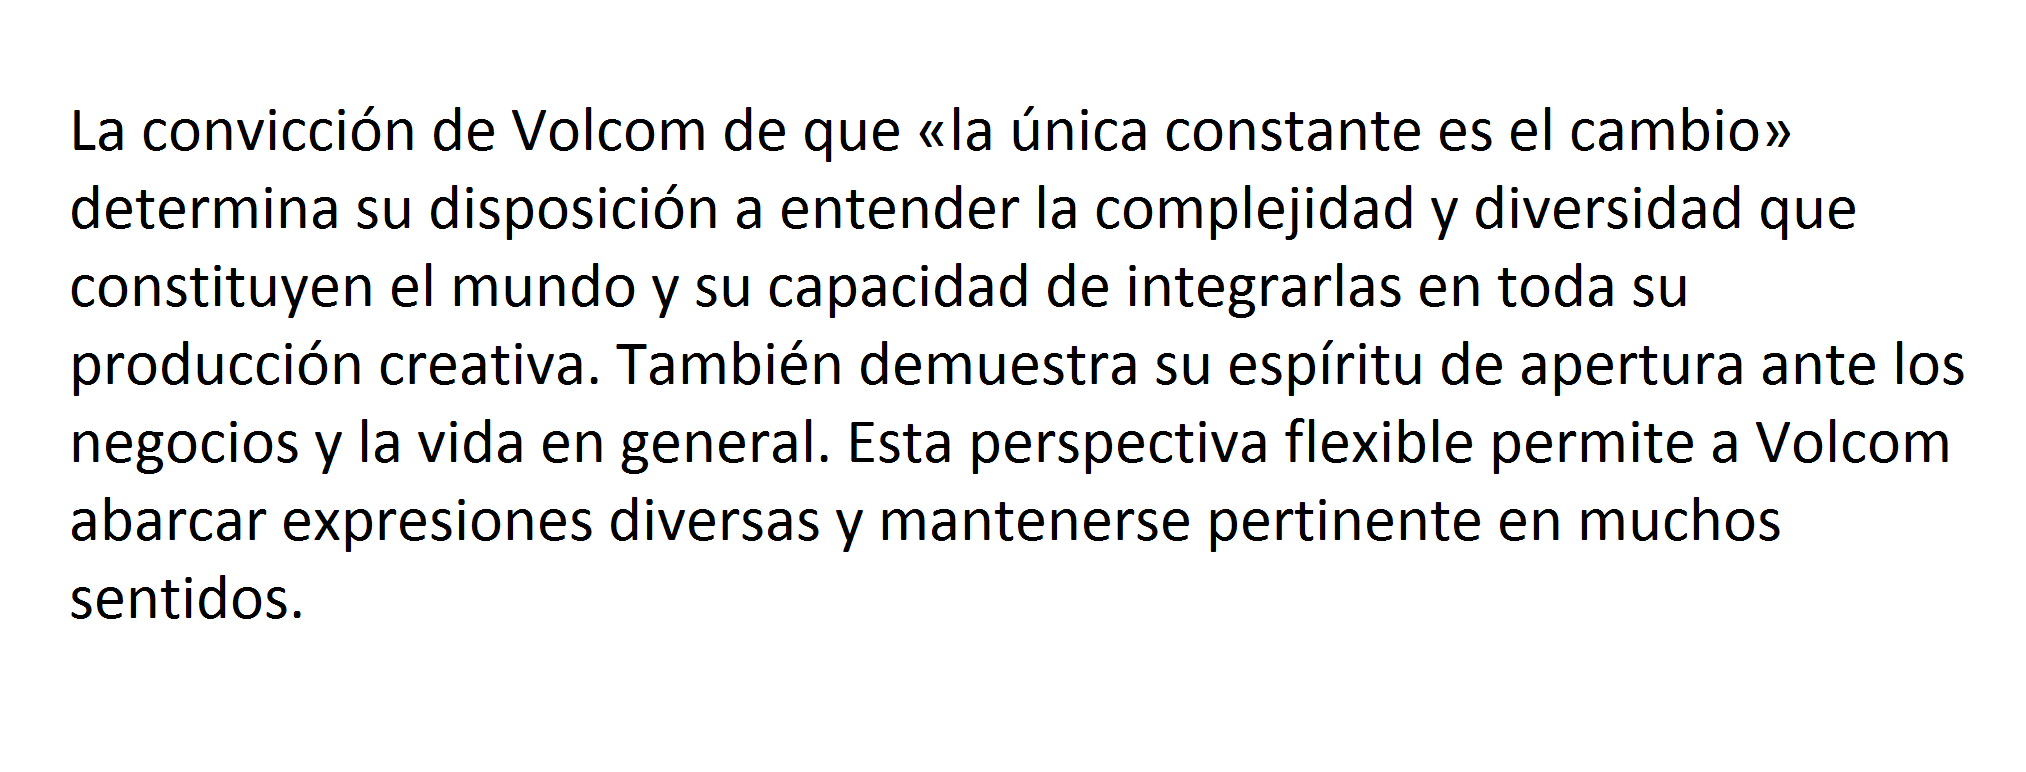 La convicción de Volcom de que «la única constante es el cambio»
determina su disposición a entender la complejidad y diversidad que
constituyen el mundo y su capacidad de integrarlas en toda su
producción creativa. También demuestra su espíritu de apertura ante los
negocios y la vida en general. Esta perspectiva flexible permite a Volcom
abarcar expresiones diversas y mantenerse pertinente en muchos
sentidos.